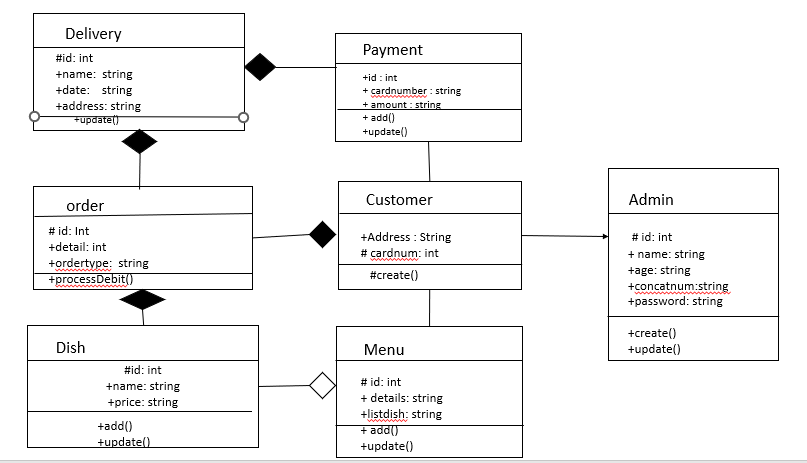 Delivery
#id: int
+name: string
+date: string
+address: string
+update()
Payment
+id : int
+ cardnumber : string
+ amount : string
+ add()
+update()
order
# id: Int
+detail: int
+ordertype: string
+processDebit()
Customer
+Address : String
# cardnum: int
#create()
Admin
# id: int
+ name: string
+age: string
+concatnum:string
+password: string
+create()
+update()
Dish
#id: int
+name: string
+price: string
+add()
+update()
Menu
# id: int
+ details: string
+listdish: string
+ add()
+update()